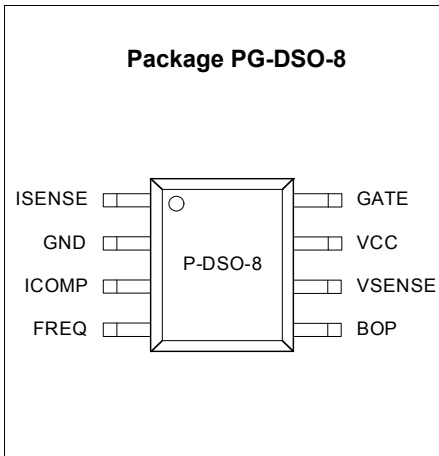 Package PG-DSO-8
ISENSE
GATE
GND
VCC
P-DSO-8
ICOMP
VSENSE
FREQ
BOP